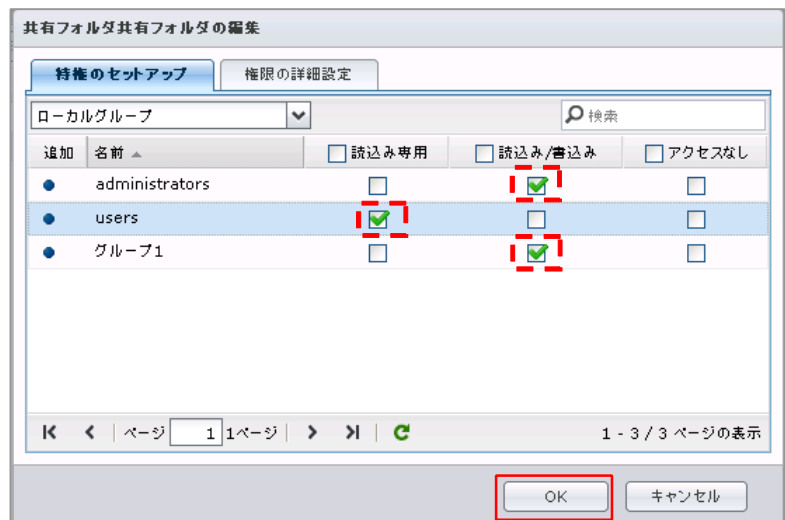 共有フォルダ共有フォルダの編集
特権のセットアップ 権限の詳細設定
ローカルグループ 検索
追加 名前 読込み専用 読込み/書込み アクセスなし
administrators
users
グループ1
ページ 1 1ページ 1 - 3 / 3 ページの表示
OK キャンセル